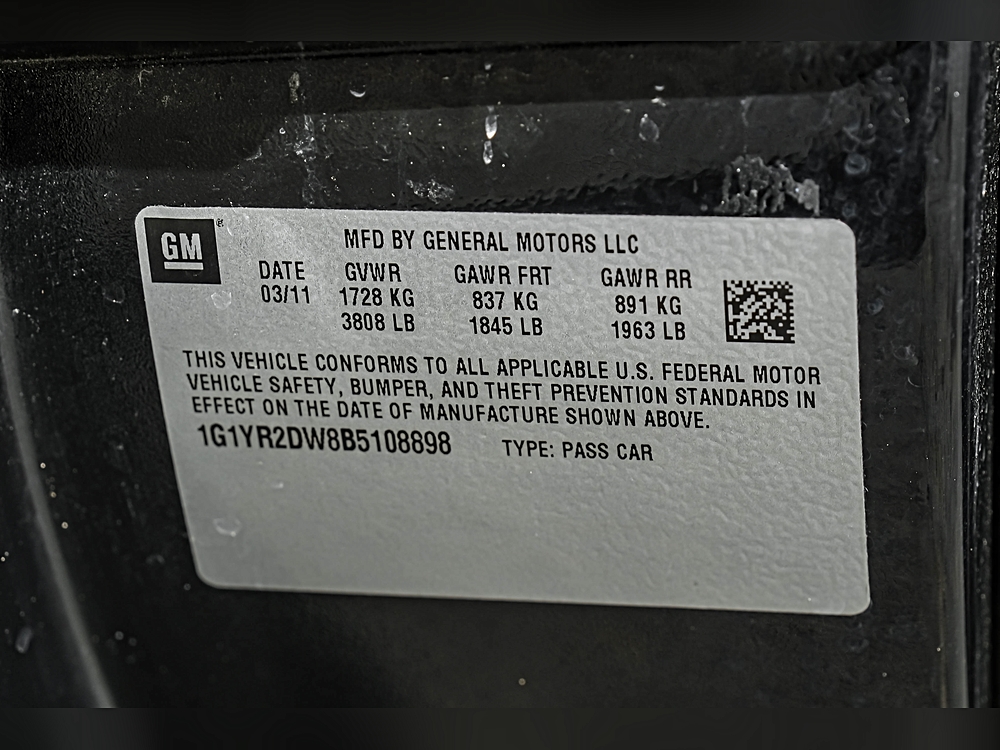 GM
MFD BY GENERAL MOTORS LLC
DATE GVWR GAWR FRT GAWR RR
03/11 1728 KG 837 KG 891 KG
3808 LB 1845 LB 1963 LB
THIS VEHICLE CONFORMS TO ALL APPLICABLE U.S. FEDERAL MOTOR
VEHICLE SAFETY, BUMPER, AND THEFT PREVENTION STANDARDS IN
EFFECT ON THE DATE OF MANUFACTURE SHOWN ABOVE.
1G1YR2DW8B5108898 TYPE: PASS CAR